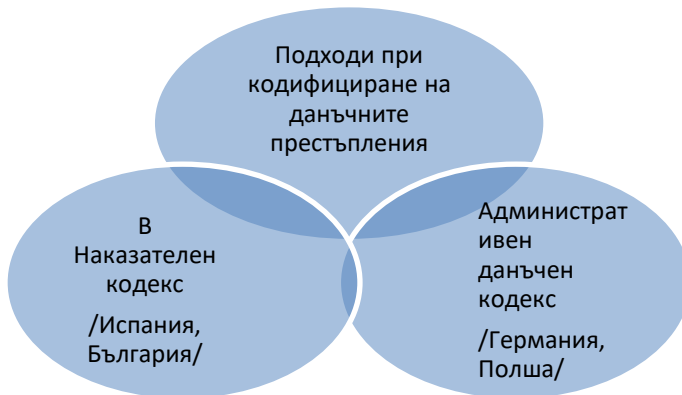 Подходи при
кодифициране на
данъчните
престъпления
В
Наказателен
кодекс
/Испания,
България/
Администрат
ивен
данъчен
кодекс
/Германия,
Полша/